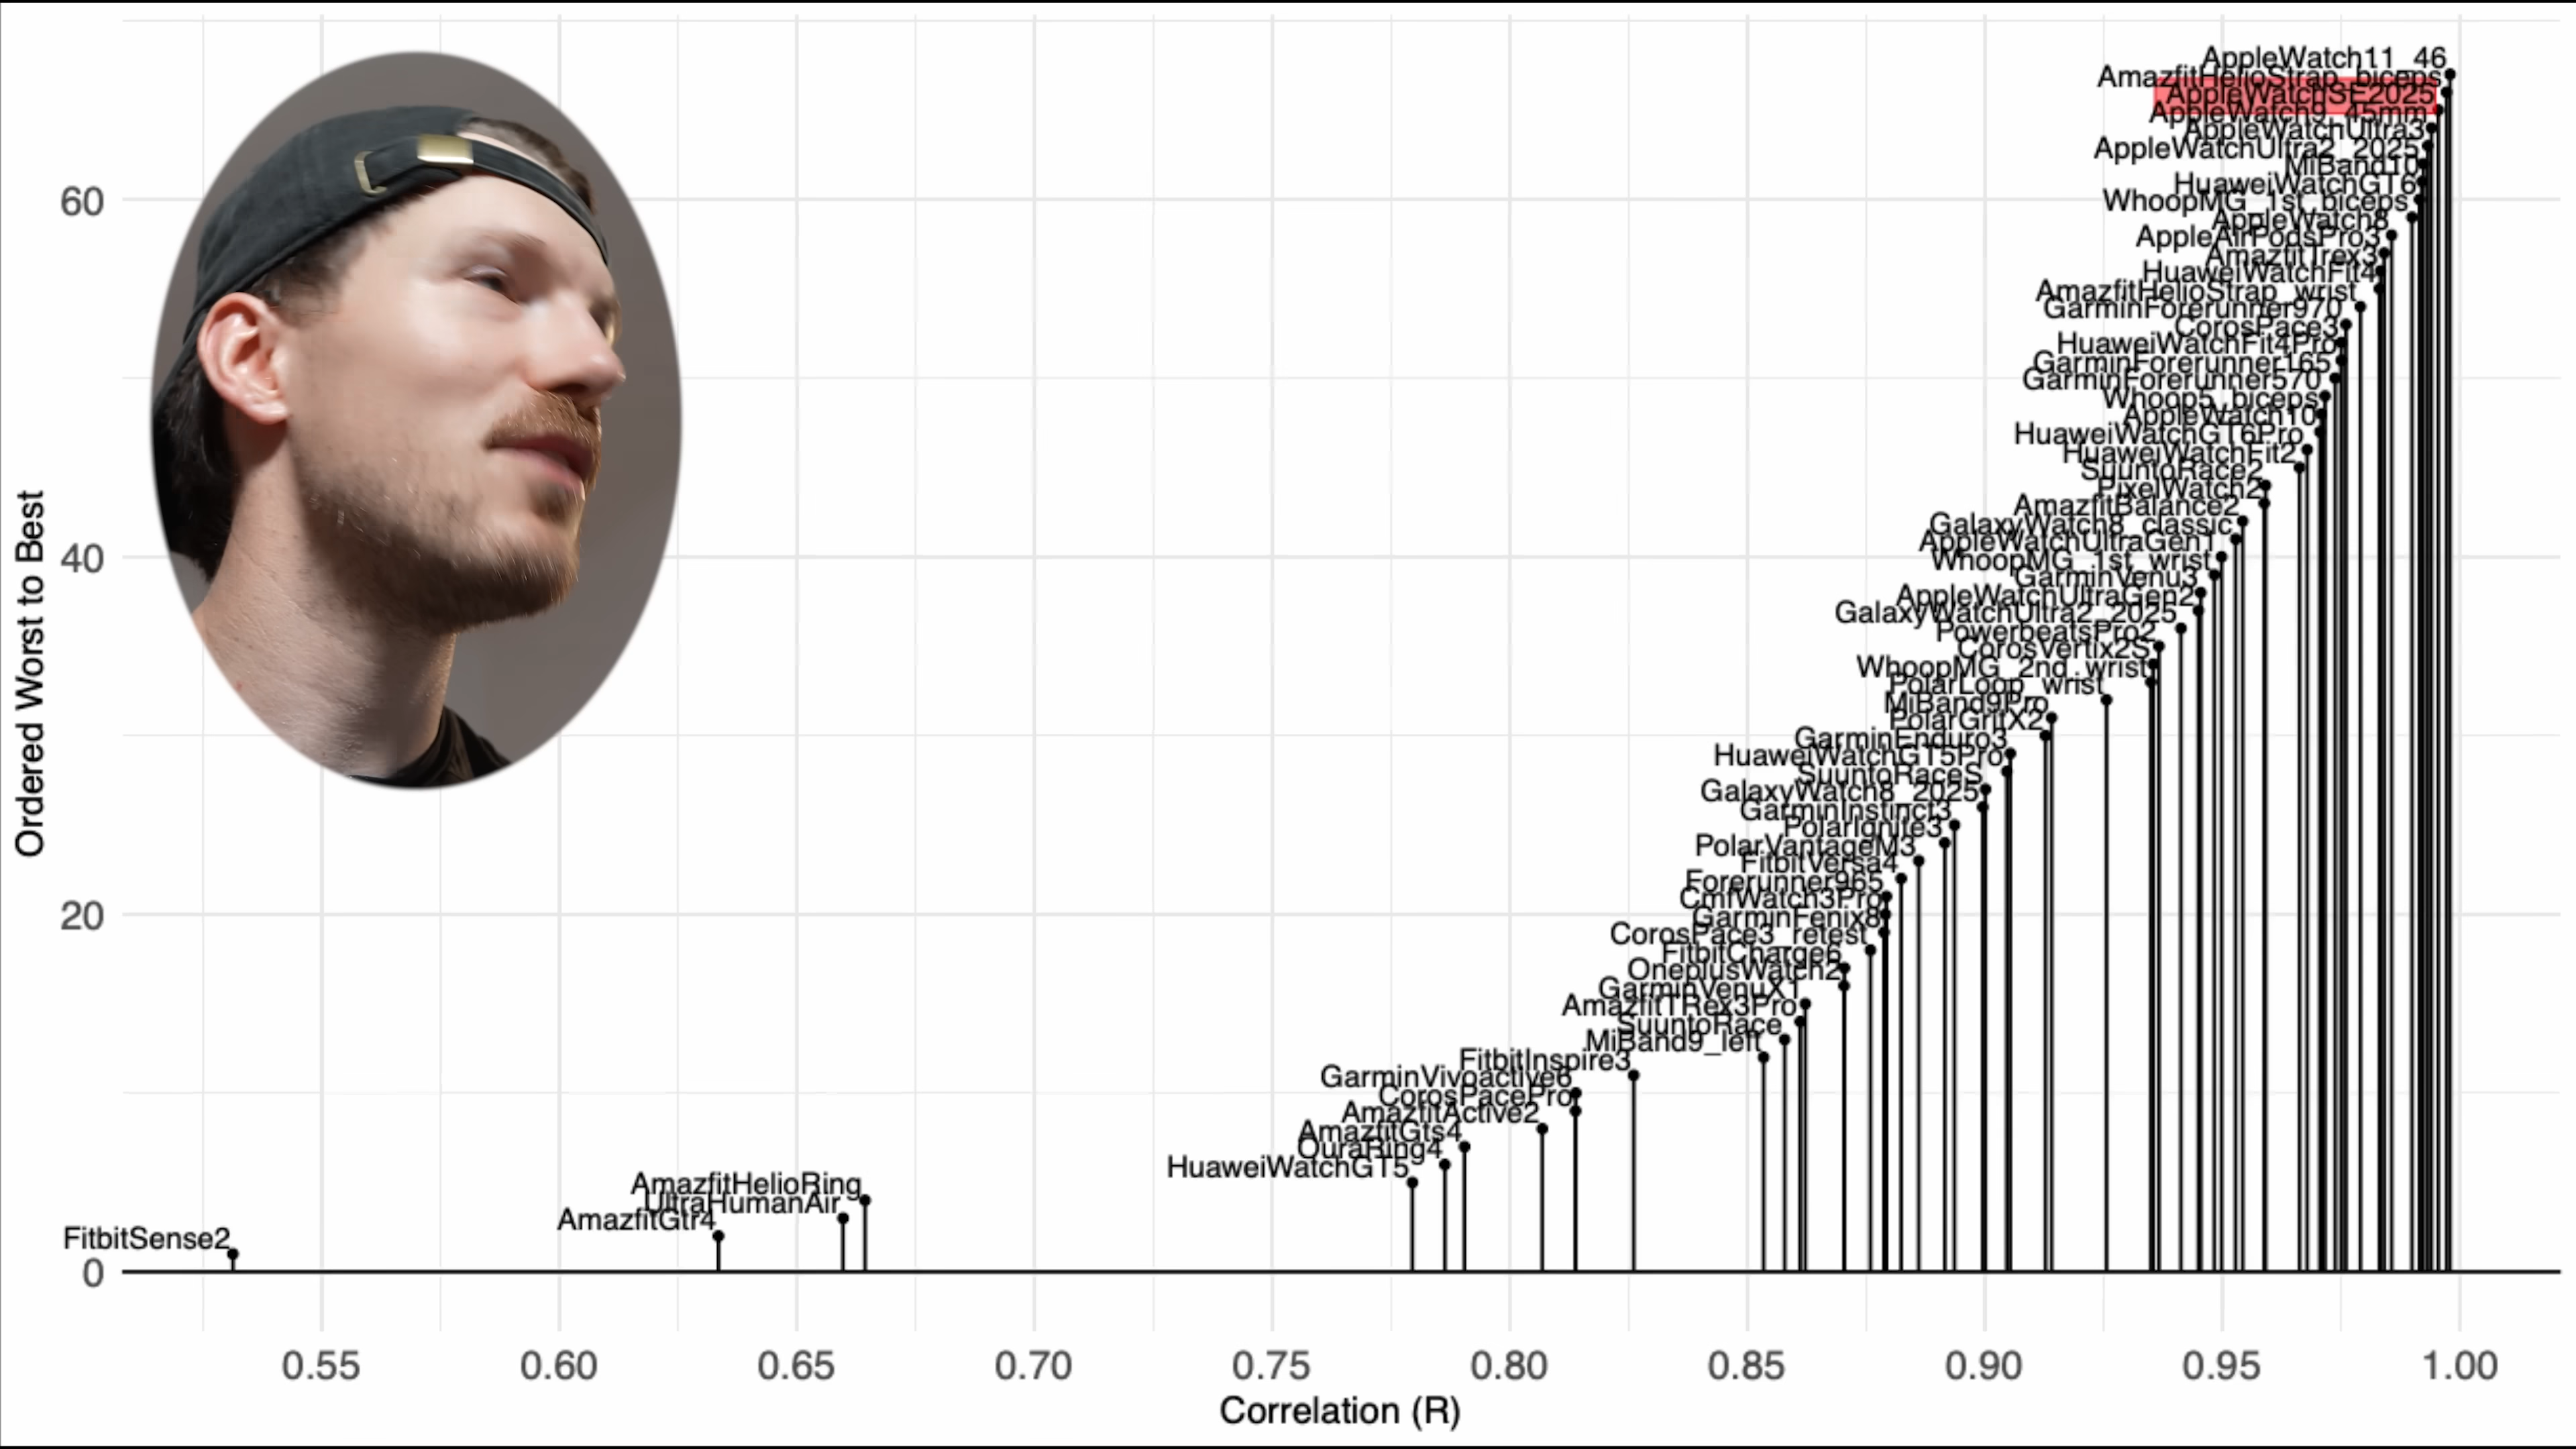 AppleWatch11_46
AmazfitHelioStrap_biceps
AppleWatchSE2025
AppleWatch9_45mm
AppleWatchUltra3
AppleWatchUltra2_2025
MiBand10
HuaweiWatchGT6
60
WhoopMG_1st_biceps
AppleWatch8
AppleAirPodsPro3
AmazfitTrex3
HuaweiWatchFit4
AmazfitHelioStrap_wrist
GarminForerunner970
CorosPace3
HuaweiWatchFit4Pro
GarminForerunner165
GarminForerunner570
Whoop5_biceps
AppleWatch10
HuaweiWatchGT6Pro
HuaweiWatchFit2
SuuntoRace2
PixelWatch2
AmazfitBalance2
GalaxyWatch8_classic
AppleWatchUltraGen1
40
WhoopMG_1st_wrist
GarminVenu3
AppleWatchUltraGen2
GalaxyWatchUltra2_2025
PowerbeatsPro2
CorosVertix2S
WhoopMG_2nd_wrist
PolarLoop_wrist
Ordered Worst to Best
MiBand9Pro
PolarGritX2
GarminEnduro3
HuaweiWatchGT5Pro
SuuntoRaceS
GalaxyWatch8_2025
GarminInstinct3
PolarIgnite3
PolarVantageM3
FitbitVersa4
Forerunner965
CmfWatch3Pro
20
GarminFenix8
CorosPace3_retest
FitbitCharge6
OneplusWatch2
GarminVenuX1
AmazfitTRex3Pro
SuuntoRace
MiBand9_left
FitbitInspire3
GarminVivoactive6
CorosPacePro
AmazfitActive2
AmazfitGts4
OuraRing4
HuaweiWatchGT5
AmazfitHelioRing
UltraHumanAir
AmazfitGtr4
FitbitSense2
0
0.55 0.60 0.65 0.70 0.75 0.80 0.85 0.90 0.95 1.00
Correlation (R)